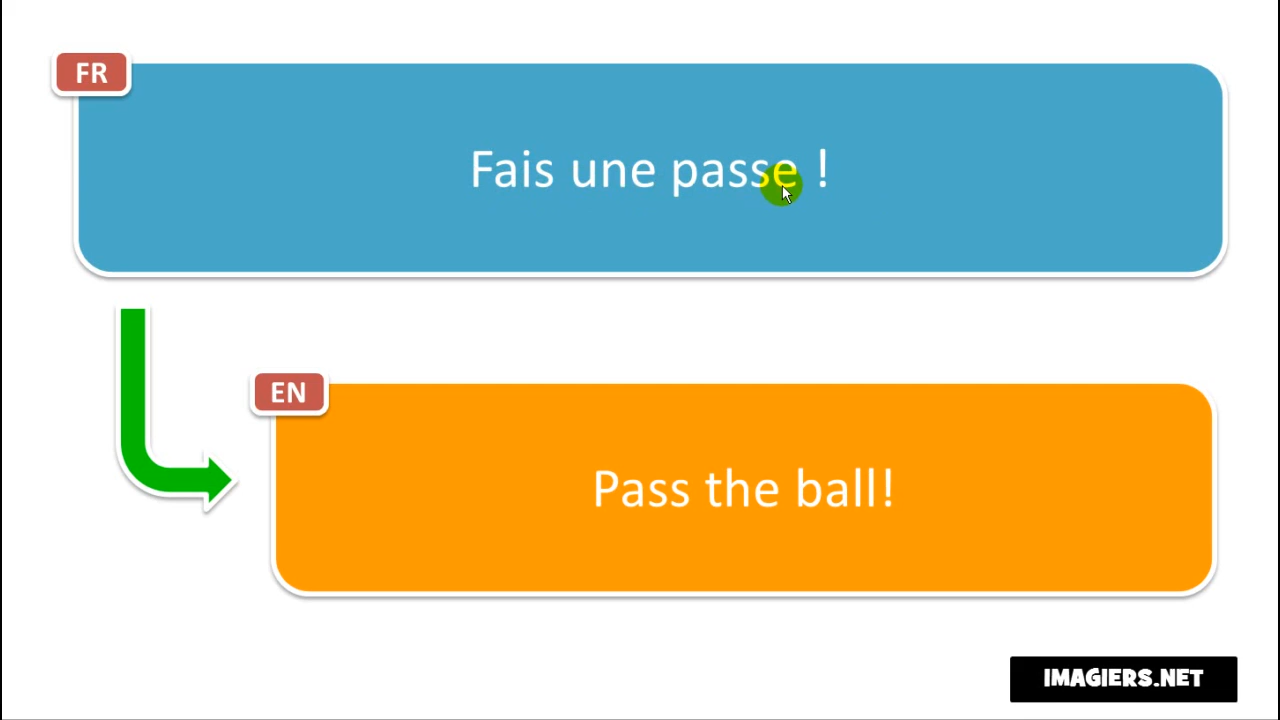 FR
Fais une passe !
EN
Pass the ball!
IMAGIERS.NET